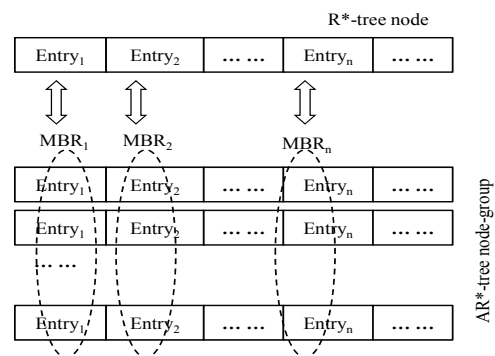 R*-tree node
Entry1 Entry2 ... ... Entryn ... ...
MBR1 MBR2 MBRn
Entry1 Entry2 ... ... Entryn ... ...
Entry1 Entry2 ... ... Entryn ... ...
... ...
Entry1 Entry2 ... ... Entryn ... ...
AR*-tree node-group